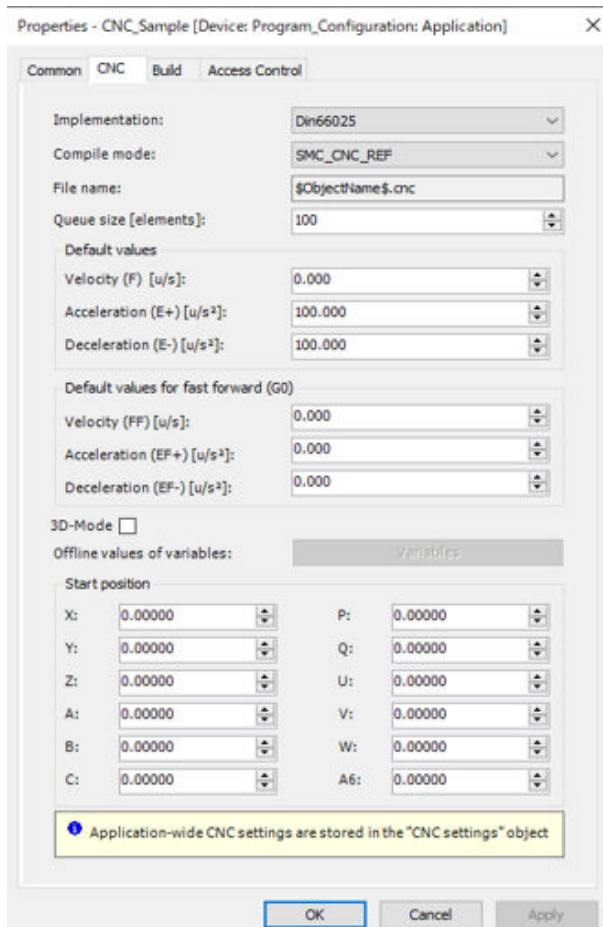 Properties - CNC_Sample [Device: Program_Configuration: Application]
Common CNC Build Access Control
Implementation: Din66025
Compile mode: SMC_CNC_REF
File name: $ObjectName$.cnc
Queue size [elements]: 100
Default values
Velocity (F) [u/s]: 0.000
Acceleration (E+) [u/s²]: 100.000
Deceleration (E-) [u/s²]: 100.000
Default values for fast forward (G0)
Velocity (FF) [u/s]: 0.000
Acceleration (EF+) [u/s²]: 0.000
Deceleration (EF-) [u/s²]: 0.000
3D-Mode
Offline values of variables: Variables
Start position
X: 0.00000 P: 0.00000
Y: 0.00000 Q: 0.00000
Z: 0.00000 U: 0.00000
A: 0.00000 V: 0.00000
B: 0.00000 W: 0.00000
C: 0.00000 A6: 0.00000
Application-wide CNC settings are stored in the "CNC settings" object
OK Cancel Apply